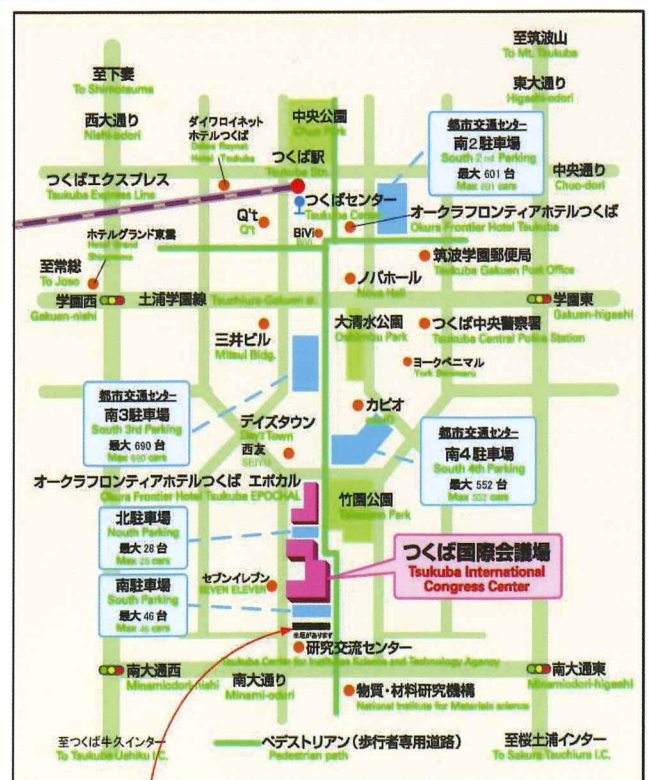 至筑波山
To Mt. Tsukuba
至下妻
To Shimotsuma
東大通り
Higashi-odori
西大通り
Nishi-odori
ダイワロイネット
ホテルつくば
Daiwa Roynet
Hotel Tsukuba
中央公園
Chuo Park
都市交通センター
南2駐車場
South 2nd Parking
最大 601 台
Max 601 cars
つくば駅
Tsukuba Stn.
中央通り
Chuo-dori
つくばエクスプレス
Tsukuba Express Line
つくばセンター
Tsukuba Center
Q't
Q't
BiVi
オークラフロンティアホテルつくば
Okura Frontier Hotel Tsukuba
ホテルグランド東雲
Hotel Grand
Shinonome
筑波学園郵便局
Tsukuba Gakuen Post Office
至常総
To Joso
ノバホール
Nova Hall
学園西
Gakuen-nishi
土浦学園線
Tsuchiura-Gakuen st.
学園東
Gakuen-higashi
三井ビル
Mitsui Bldg.
大清水公園
Oshimizu Park
つくば中央警察署
Tsukuba Central Police Station
ヨークベニマル
York Benimaru
都市交通センター
南3駐車場
South 3rd Parking
最大 690 台
Max 690 cars
カピオ
デイズタウン
Day'z Town
西友
SEIYU
都市交通センター
南4駐車場
South 4th Parking
最大 552 台
Max 552 cars
オークラフロンティアホテルつくば エポカル
Okura Frontier Hotel Tsukuba EPOCHAL
北駐車場
Nouth Parking
最大 28 台
Max 28 cars
竹園公園
Takezono Park
つくば国際会議場
Tsukuba International
Congress Center
セブンイレブン
SEVEN ELEVEN
南駐車場
South Parking
最大 46 台
Max 46 cars
研究交流センター
Tsukuba Center for Institutes Science and Technology Agency
南大通西
Minamiodori-nishi
南大通り
Minami-odori
南大通東
Minamiodori-higashi
物質・材料研究機構
National Institute for Materials science
至つくば牛久インター
To Tsukuba Ushiku I.C.
ペデストリアン（歩行者専用道路）
Pedestrian path
至桜土浦インター
To Sakura Tsuchiura I.C.